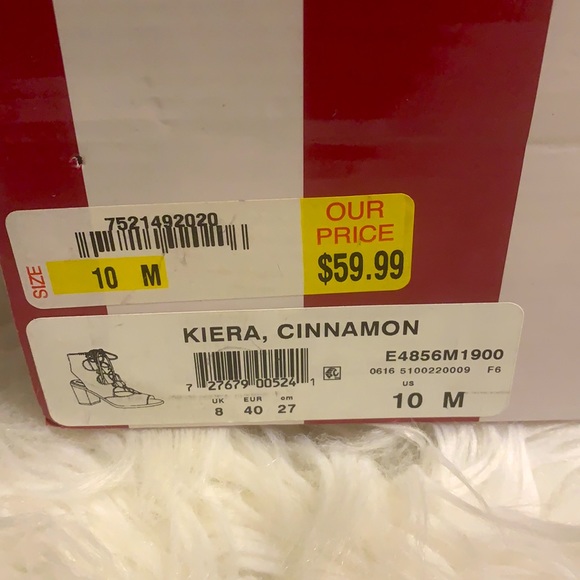 7521492020
SIZE
10 M
OUR
PRICE
$59.99
KIERA, CINNAMON
7 27679 00524 1
E4856M1900
0616 5100220009 F6
UK EUR cm
8 40 27
US
10 M